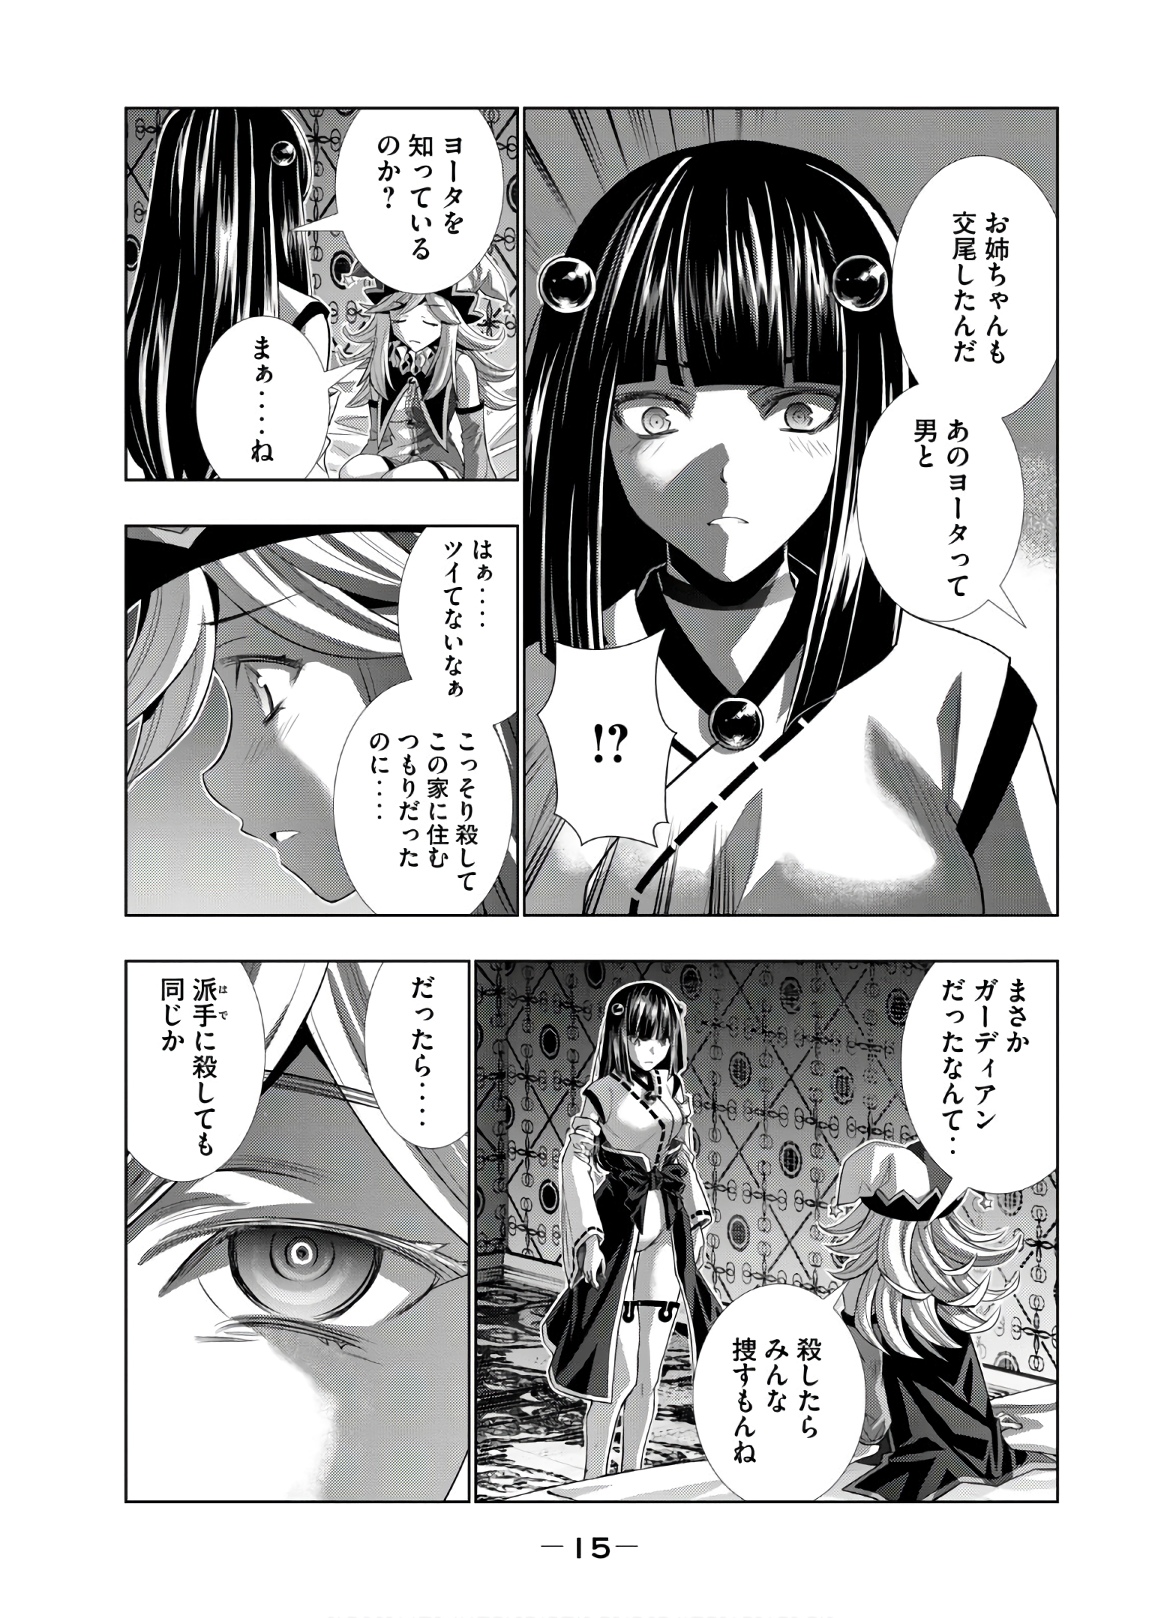 お姉ちゃんも
交尾したんだ
あのヨータって
男と
!?
ヨータを
知っている
のか?
まぁ‥‥ね
はぁ‥‥
ツイてないなぁ
こっそり殺して
この家に住む
つもりだった
のに‥‥
まさか
ガーディアン
だったなんて‥
殺したら
みんな
捜すもんね
だったら‥‥
派手に殺しても
はで
同じか
—15—